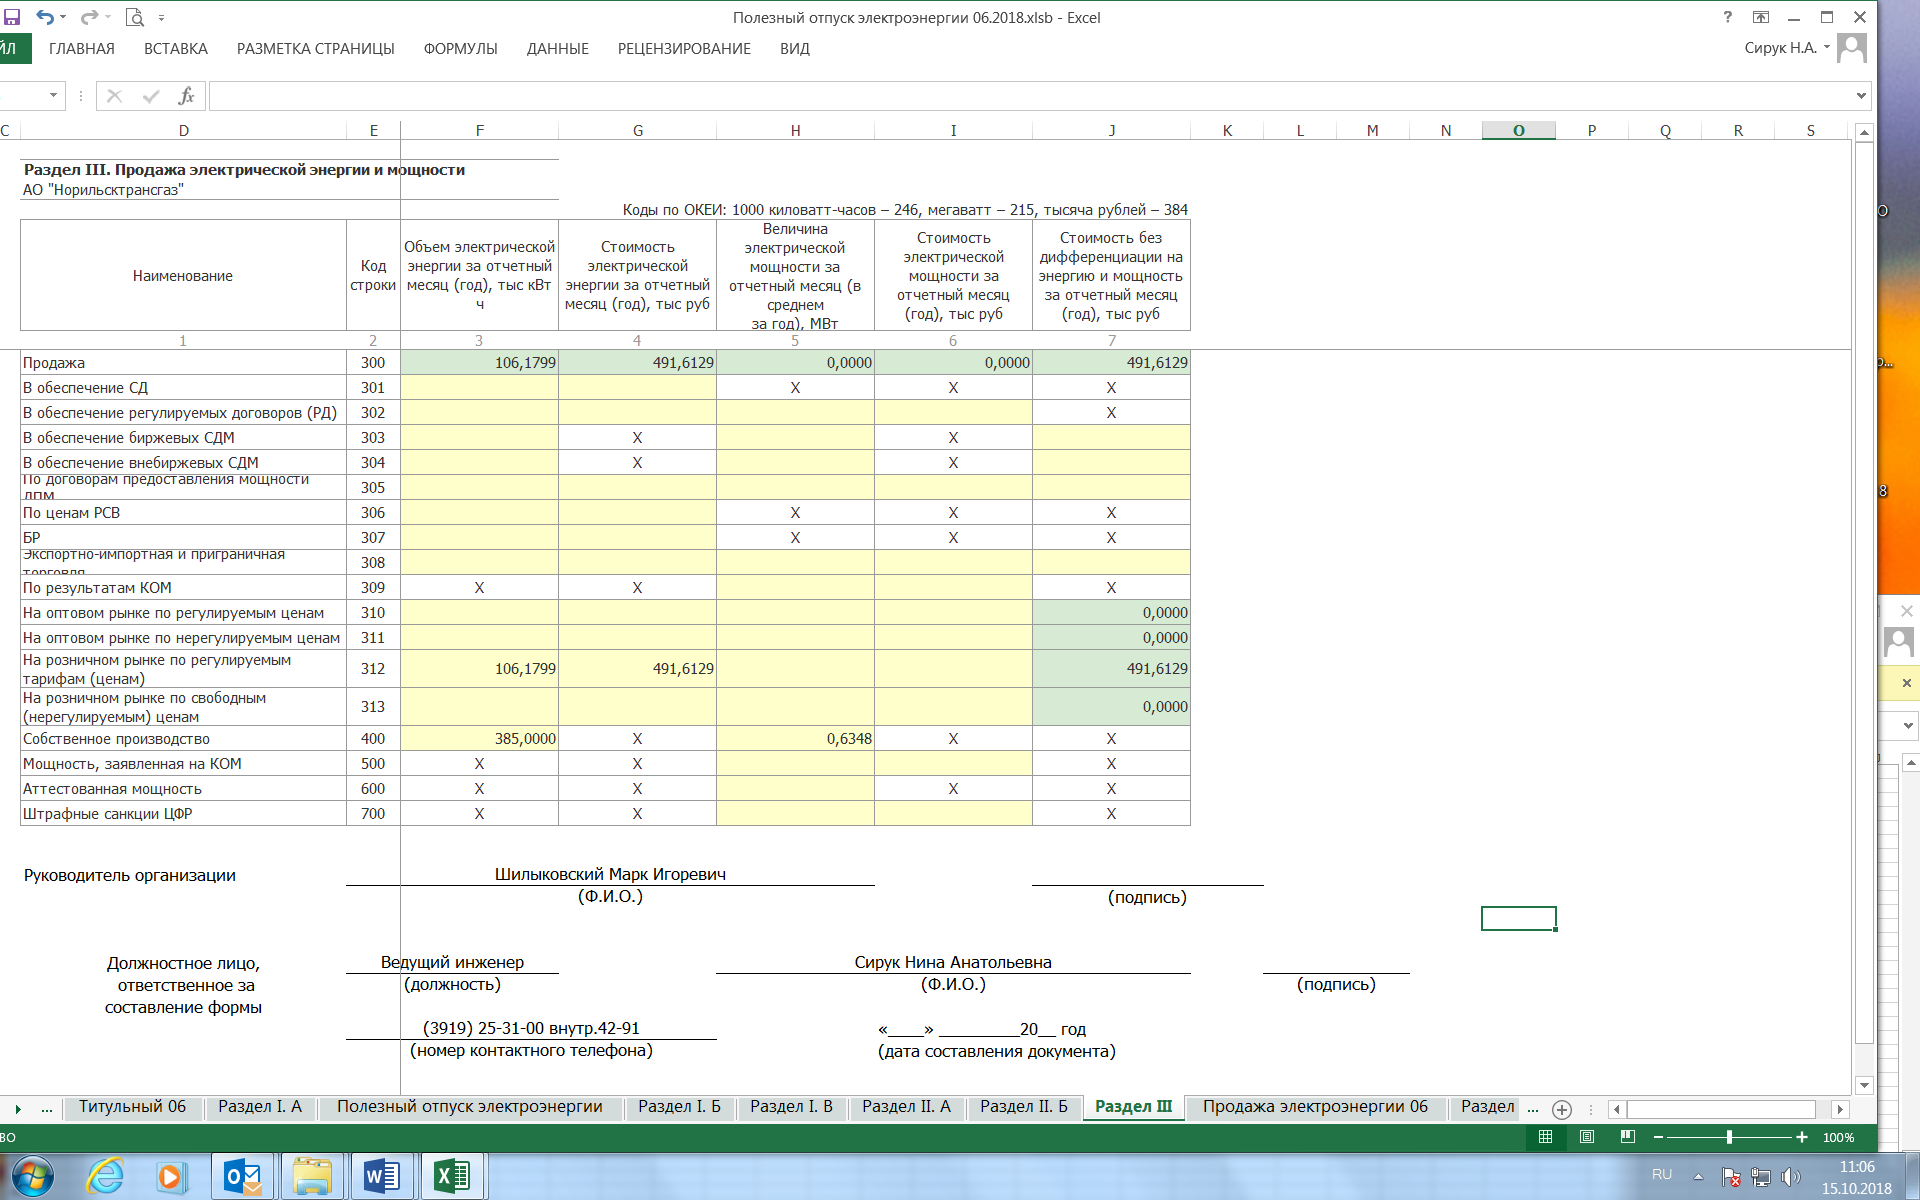 Полезный отпуск электроэнергии 06.2018.xlsb - Excel
ГЛАВНАЯ ВСТАВКА РАЗМЕТКА СТРАНИЦЫ ФОРМУЛЫ ДАННЫЕ РЕЦЕНЗИРОВАНИЕ ВИД Сирук Н.А.
fx
C D E F G H I J K L M N O P Q R S
Раздел III. Продажа электрической энергии и мощности
АО "Норильсктрансгаз"
Коды по ОКЕИ: 1000 киловатт-часов – 246, мегаватт – 215, тысяча рублей – 384
Наименование
Код
строки
Объем электрической
энергии за отчетный
месяц (год), тыс кВт
ч
Стоимость
электрической
энергии за отчетный
месяц (год), тыс руб
Величина
электрической
мощности за
отчетный месяц (в
среднем
за год), МВт
Стоимость
электрической
мощности за
отчетный месяц
(год), тыс руб
Стоимость без
дифференциации на
энергию и мощность
за отчетный месяц
(год), тыс руб
1 2 3 4 5 6 7
Продажа 300 106,1799 491,6129 0,0000 0,0000 491,6129
В обеспечение СД 301 X X X
В обеспечение регулируемых договоров (РД) 302 X
В обеспечение биржевых СДМ 303 X X
В обеспечение внебиржевых СДМ 304 X X
По договорам предоставления мощности
ДПМ 305
По ценам РСВ 306 X X X
БР 307 X X X
Экспортно-импортная и приграничная
торговля 308
По результатам КОМ 309 X X X
На оптовом рынке по регулируемым ценам 310 0,0000
На оптовом рынке по нерегулируемым ценам 311 0,0000
На розничном рынке по регулируемым
тарифам (ценам) 312 106,1799 491,6129 491,6129
На розничном рынке по свободным
(нерегулируемым) ценам 313 0,0000
Собственное производство 400 385,0000 X 0,6348 X X
Мощность, заявленная на КОМ 500 X X X
Аттестованная мощность 600 X X X X
Штрафные санкции ЦФР 700 X X X
Руководитель организации Шилыковский Марк Игоревич
(Ф.И.О.) (подпись)
Должностное лицо,
ответственное за
составление формы
Ведущий инженер Сирук Нина Анатольевна
(должность) (Ф.И.О.) (подпись)
(3919) 25-31-00 внутр.42-91 «____» _________20__ год
(номер контактного телефона) (дата составления документа)
... Титульный 06 Раздел I. А Полезный отпуск электроэнергии Раздел I. Б Раздел I. В Раздел II. А Раздел II. Б Раздел III Продажа электроэнергии 06 Раздел ...
100%
RU 11:06
15.10.2018